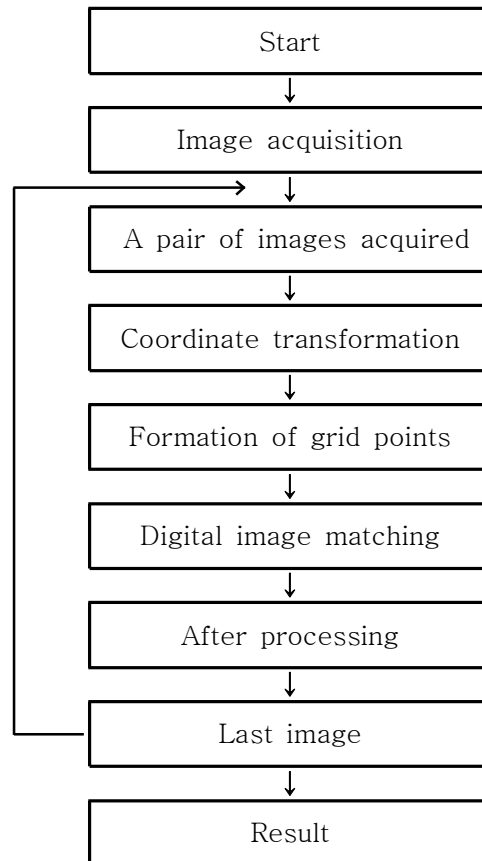 Start
Image acquisition
A pair of images acquired
Coordinate transformation
Formation of grid points
Digital image matching
After processing
Last image
Result